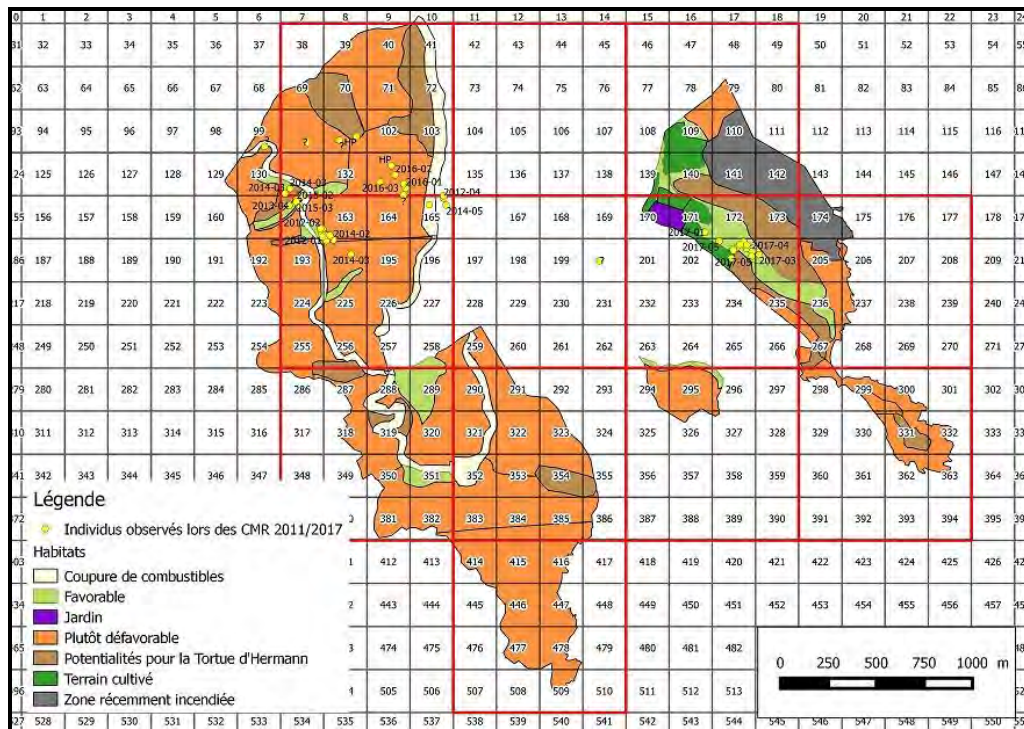 0 1 2 3 4 5 6 7 8 9 10 11 12 13 14 15 16 17 18 19 20 21 22 23 24
31 32 33 34 35 36 37 38 39 40 41 42 43 44 45 46 47 48 49 50 51 52 53 54
63 64 65 66 67 68 69 70 71 72 73 74 75 76 77 78 79 80 81 82 83 84 85
93 94 95 96 97 98 99 ? ? ? HP 102 103 104 105 106 107 108 109 110 111 112 113 114 115 116
HP
125 126 127 128 129 130 132 2016-02 135 136 137 138 139 140 141 142 143 144 145 146 147
2014-03 2014-03 2016-03 2016-01 2012-04
2013-02
156 157 158 159 160 161 2013-04 2015-03 163 ? 165 2014-05 166 167 168 169 170 171 172 173 174 175 176 177 178
2012-03 2012-01 2014-02 2017-01 2017-05 2017-04
187 188 189 190 191 192 193 2014-03 195 196 197 198 199 ? 201 202 2017-05 2017-03 205 206 207 208 209
218 219 220 221 222 223 224 225 226 227 228 229 230 231 232 233 234 235 236 237 238 239 240
249 250 251 252 253 254 255 256 257 258 259 260 261 262 263 264 265 266 267 268 269 270 271
280 281 282 283 284 285 286 287 288 289 290 291 292 293 294 295 296 297 298 299 300 301 302
311 312 313 314 315 316 317 318 319 320 321 322 323 324 325 326 327 328 329 330 331 332
342 343 344 345 346 347 348 349 350 351 352 353 354 355 356 357 358 359 360 361 362 363 364
381 382 383 384 385 386 387 388 389 390 391 392 393 394 395
412 413 414 415 416 417 418 419 420 421 422 423 424 425 426
443 444 445 446 447 448 449 450 451 452 453 454 455 456
474 475 476 477 478 479 480 481 482
505 506 507 508 509 510 511 512 513
528 529 530 531 532 533 534 535 536 537 538 539 540 541 542 543 544 545 546 547 548 549 550
Légende
Individus observés lors des CMR 2011/2017
Habitats
Coupure de combustibles
Favorable
Jardin
Plutôt défavorable
Potentialités pour la Tortue d'Hermann
Terrain cultivé
Zone récemment incendiée
0 250 500 750 1000 m